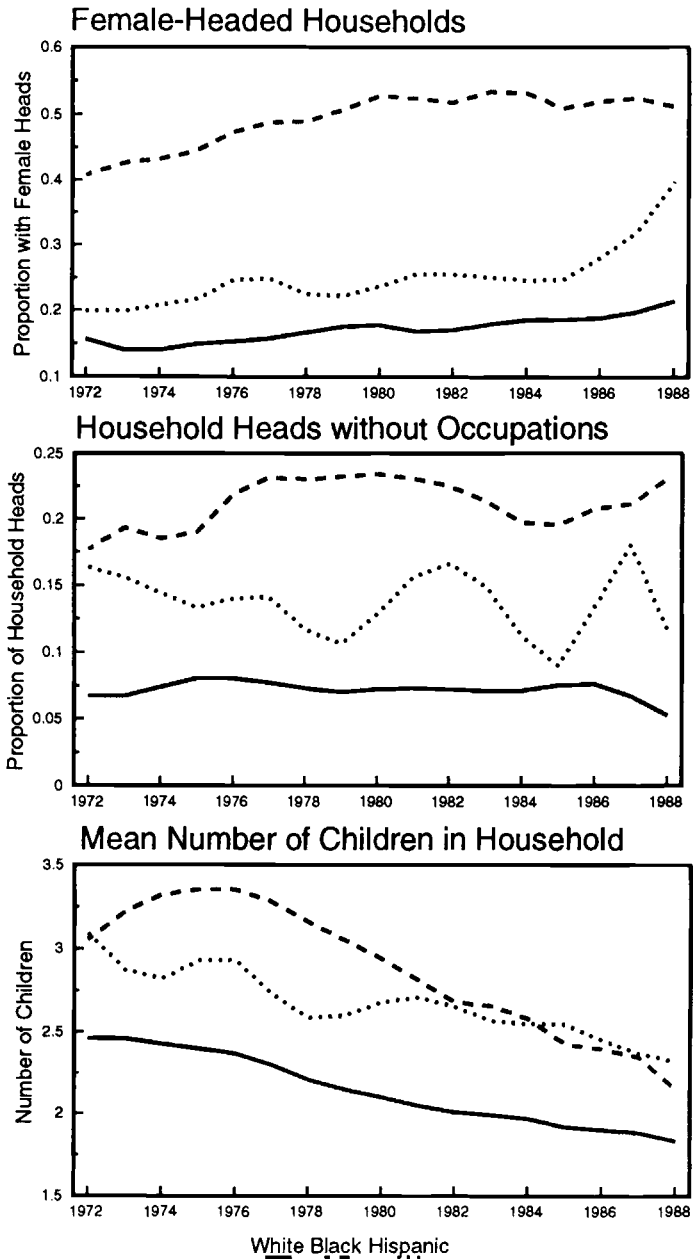 Female-Headed Households
Proportion with Female Heads
0.6
0.5
0.4
0.3
0.2
0.1
1972 1974 1976 1978 1980 1982 1984 1986 1988
Household Heads without Occupations
Proportion of Household Heads
0.25
0.2
0.15
0.1
0.05
0
1972 1974 1976 1978 1980 1982 1984 1986 1988
Mean Number of Children in Household
Number of Children
3.5
3
2.5
2
1.5
1972 1974 1976 1978 1980 1982 1984 1986 1988
White Black Hispanic